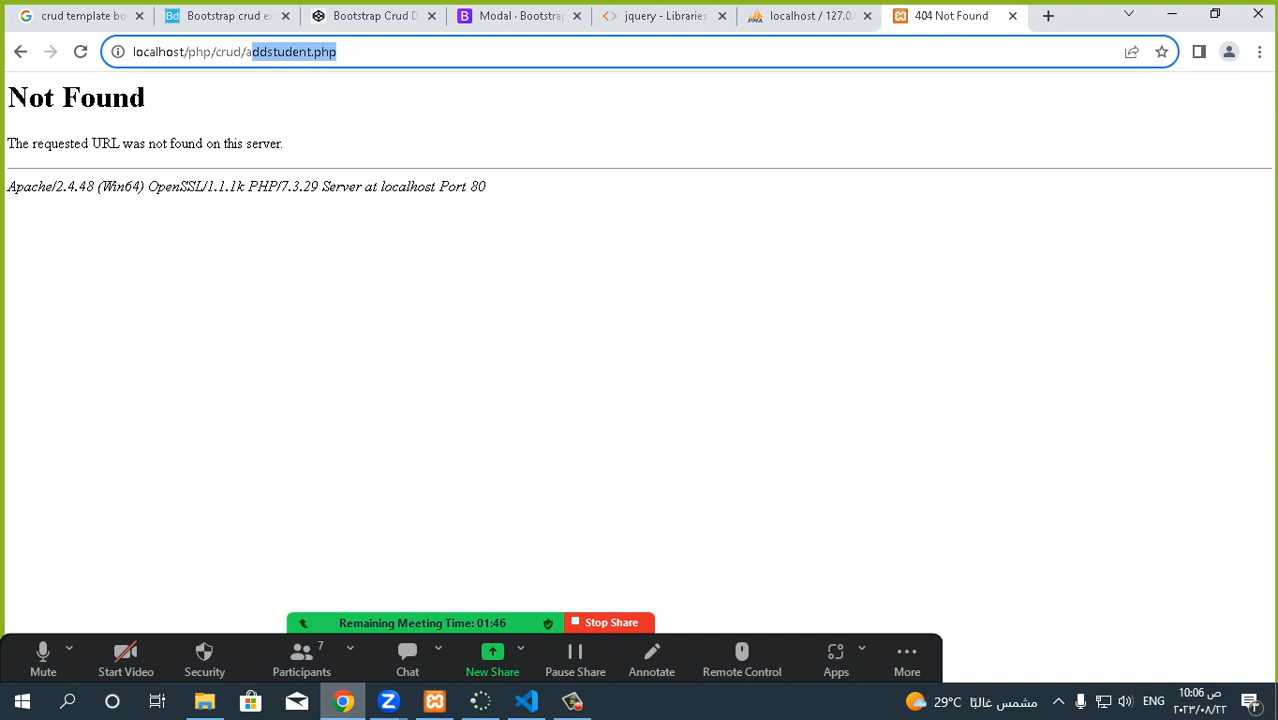 crud template bo
Bootstrap crud ex
Bootstrap Crud D
Modal · Bootstrap
jquery - Libraries
localhost / 127.0.
404 Not Found
localhost/php/crud/addstudent.php
Not Found
The requested URL was not found on this server.
Apache/2.4.48 (Win64) OpenSSL/1.1.1k PHP/7.3.29 Server at localhost Port 80
Remaining Meeting Time: 01:46
Stop Share
Mute
Start Video
Security
Participants
7
Chat
New Share
Pause Share
Annotate
Remote Control
Apps
More
29°C مشمس غالبًا
ENG
10:06 ص
٢٠٢٣/٠٨/٢٢